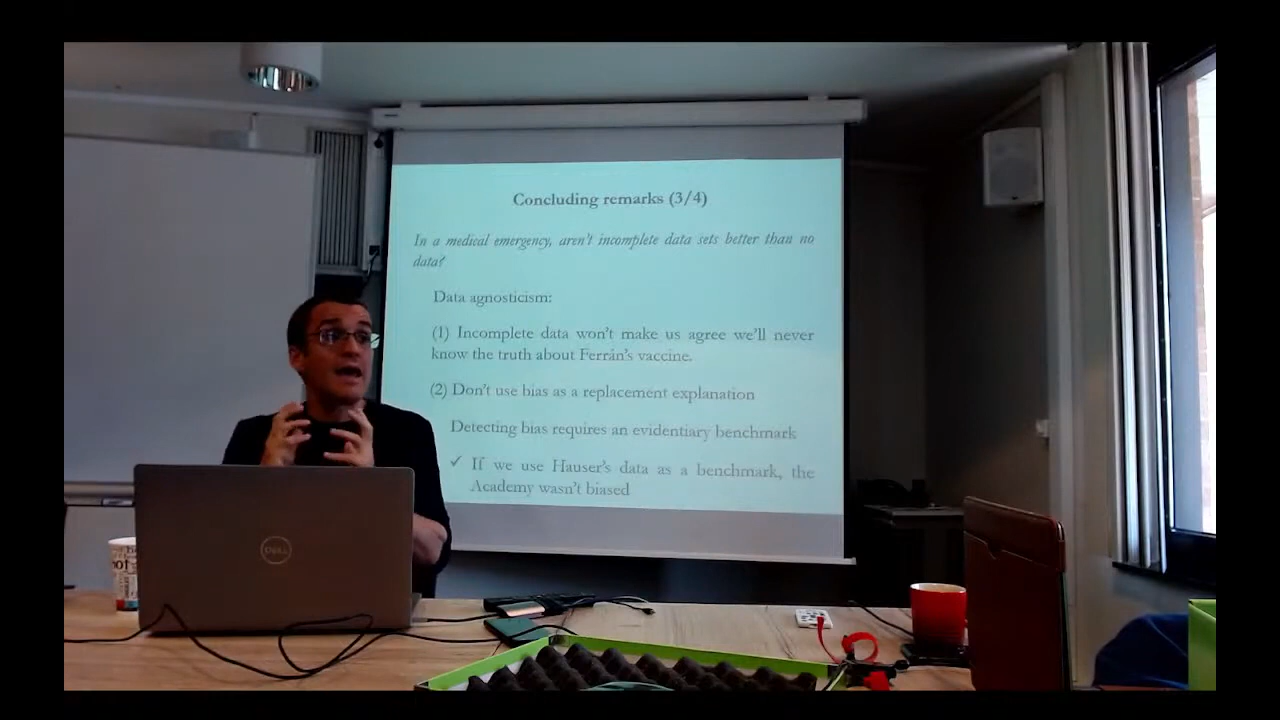 Concluding remarks (3/4)
In a medical emergency, aren't incomplete data sets better than no
data?
Data agnosticism:
(1) Incomplete data won't make us agree we'll never
know the truth about Ferrán's vaccine.
(2) Don't use bias as a replacement explanation
Detecting bias requires an evidentiary benchmark
✓ If we use Hauser's data as a benchmark, the
Academy wasn't biased
DELL